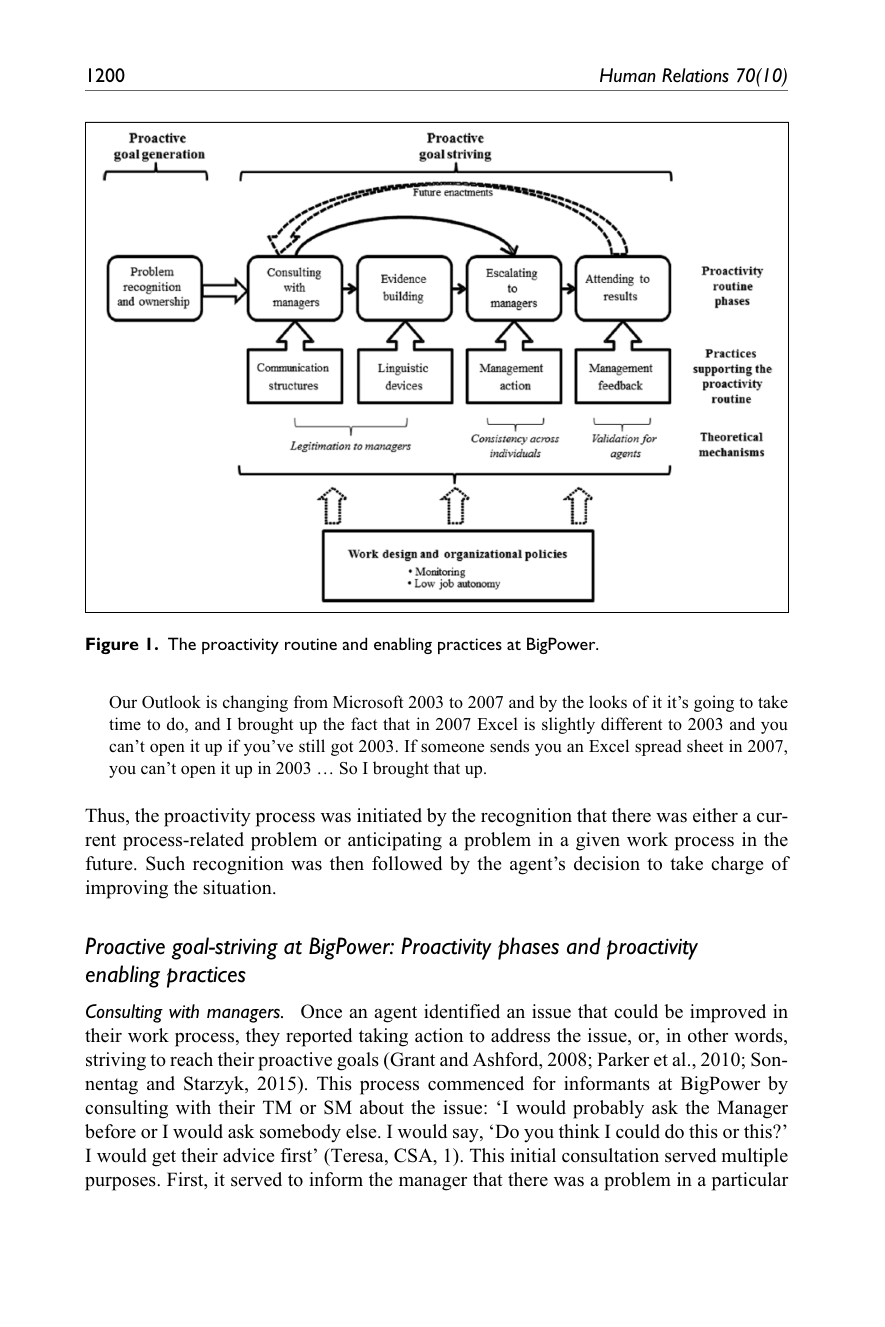 1200
Human Relations 70(10)
Proactive
goal generation
Proactive
goal striving
Future enactments
Problem
recognition
and ownership
Consulting
with
managers
Evidence
building
Escalating
to
managers
Attending to
results
Proactivity
routine
phases
Communication
structures
Linguistic
devices
Management
action
Management
feedback
Practices
supporting the
proactivity
routine
Legitimation to managers
Consistency across
individuals
Validation for
agents
Theoretical
mechanisms
Work design and organizational policies
• Monitoring
• Low job autonomy
Figure 1. The proactivity routine and enabling practices at BigPower.
Our Outlook is changing from Microsoft 2003 to 2007 and by the looks of it it’s going to take
time to do, and I brought up the fact that in 2007 Excel is slightly different to 2003 and you
can’t open it up if you’ve still got 2003. If someone sends you an Excel spread sheet in 2007,
you can’t open it up in 2003 … So I brought that up.
Thus, the proactivity process was initiated by the recognition that there was either a cur-
rent process-related problem or anticipating a problem in a given work process in the
future. Such recognition was then followed by the agent’s decision to take charge of
improving the situation.
Proactive goal-striving at BigPower: Proactivity phases and proactivity
enabling practices
Consulting with managers. Once an agent identified an issue that could be improved in
their work process, they reported taking action to address the issue, or, in other words,
striving to reach their proactive goals (Grant and Ashford, 2008; Parker et al., 2010; Son-
nentag and Starzyk, 2015). This process commenced for informants at BigPower by
consulting with their TM or SM about the issue: ‘I would probably ask the Manager
before or I would ask somebody else. I would say, ‘Do you think I could do this or this?’
I would get their advice first’ (Teresa, CSA, 1). This initial consultation served multiple
purposes. First, it served to inform the manager that there was a problem in a particular